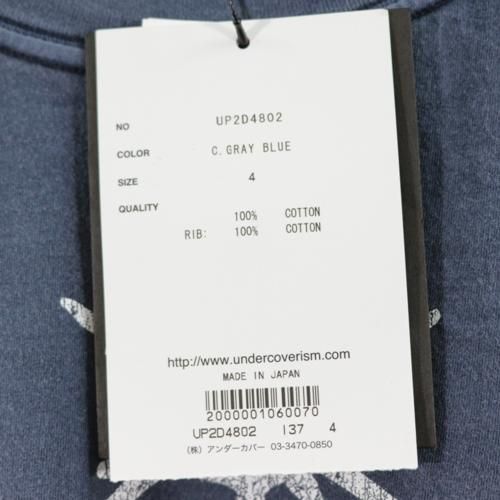 NO UP2D4802
COLOR C.GRAY BLUE
SIZE 4
QUALITY
100% COTTON
RIB: 100% COTTON
http://www.undercoverism.com
MADE IN JAPAN
2000001060070
UP2D4802 137 4
(株) アンダーカバー 03-3470-0850